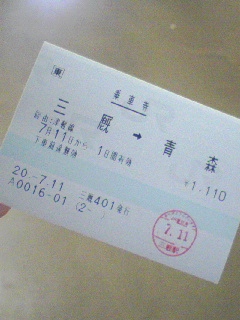 東
乗車券
三厩 → 青森
経由:津軽線
7月11日から 1日間有効
¥1,110
下車前途無効
20.-7.11 三厩401発行
A0016-01 (2- )
7.11